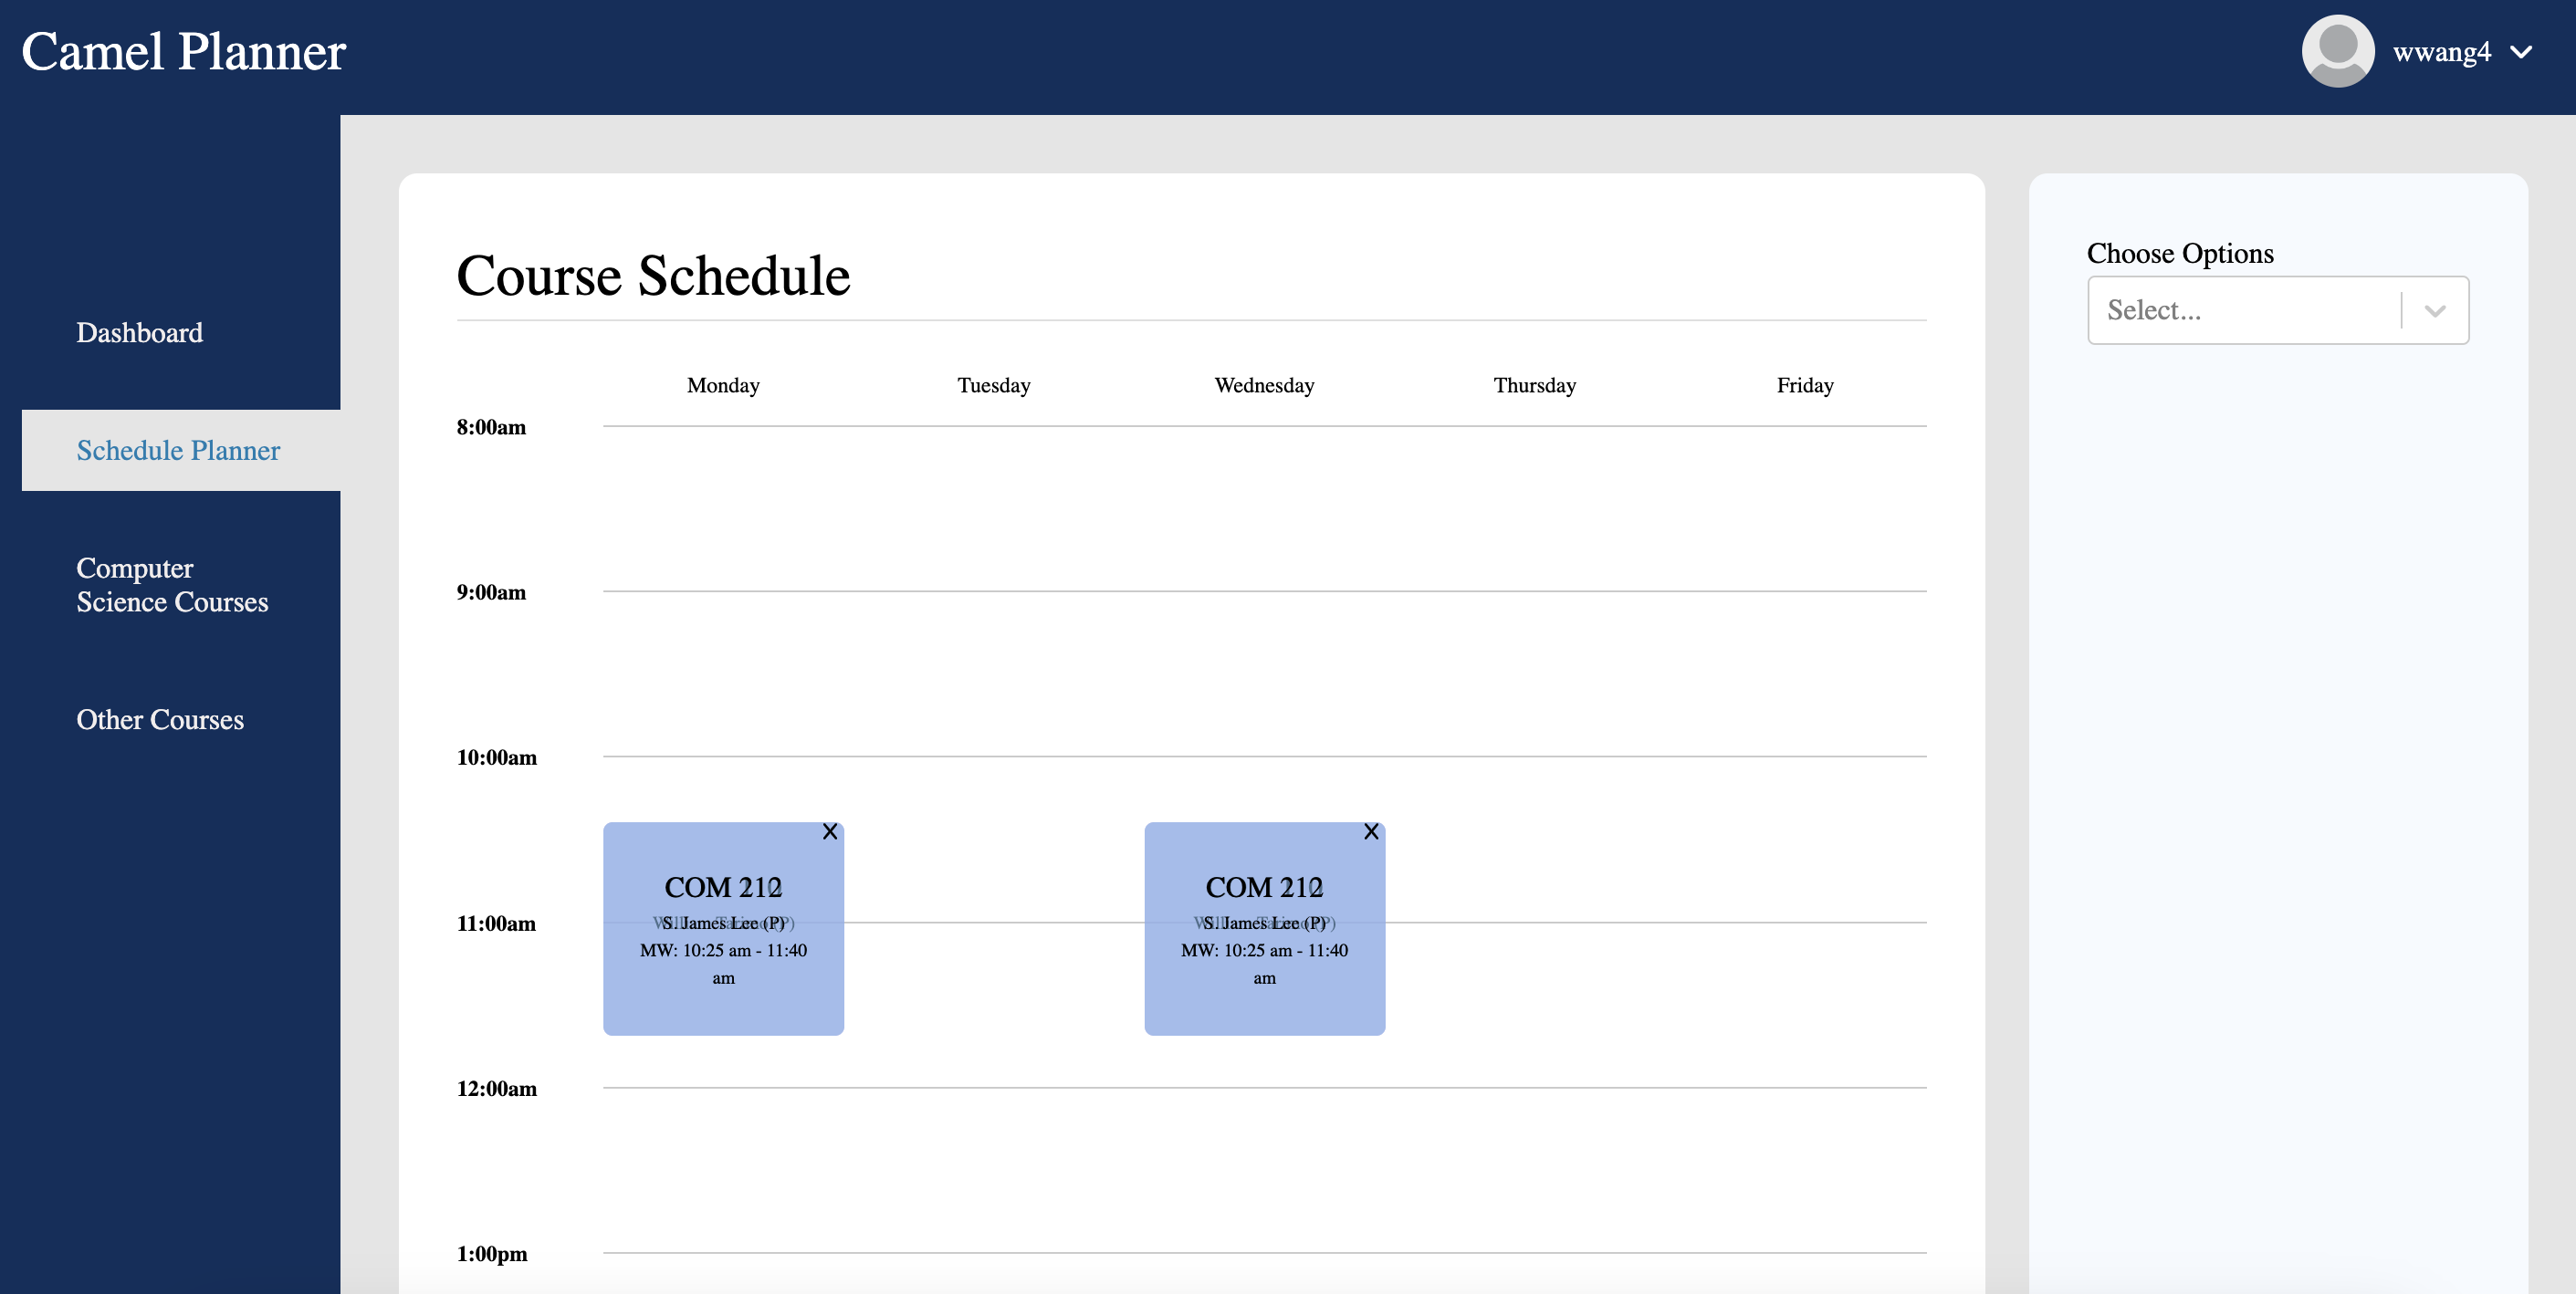 Camel Planner
wwang4
Dashboard
Schedule Planner
Computer
Science Courses
Other Courses
Course Schedule
Monday Tuesday Wednesday Thursday Friday
8:00am
9:00am
10:00am
X X
COM 212 COM 212
11:00am S. James Lee (P) S. James Lee (P)
MW: 10:25 am - 11:40 MW: 10:25 am - 11:40
am am
12:00am
1:00pm
Choose Options
Select...